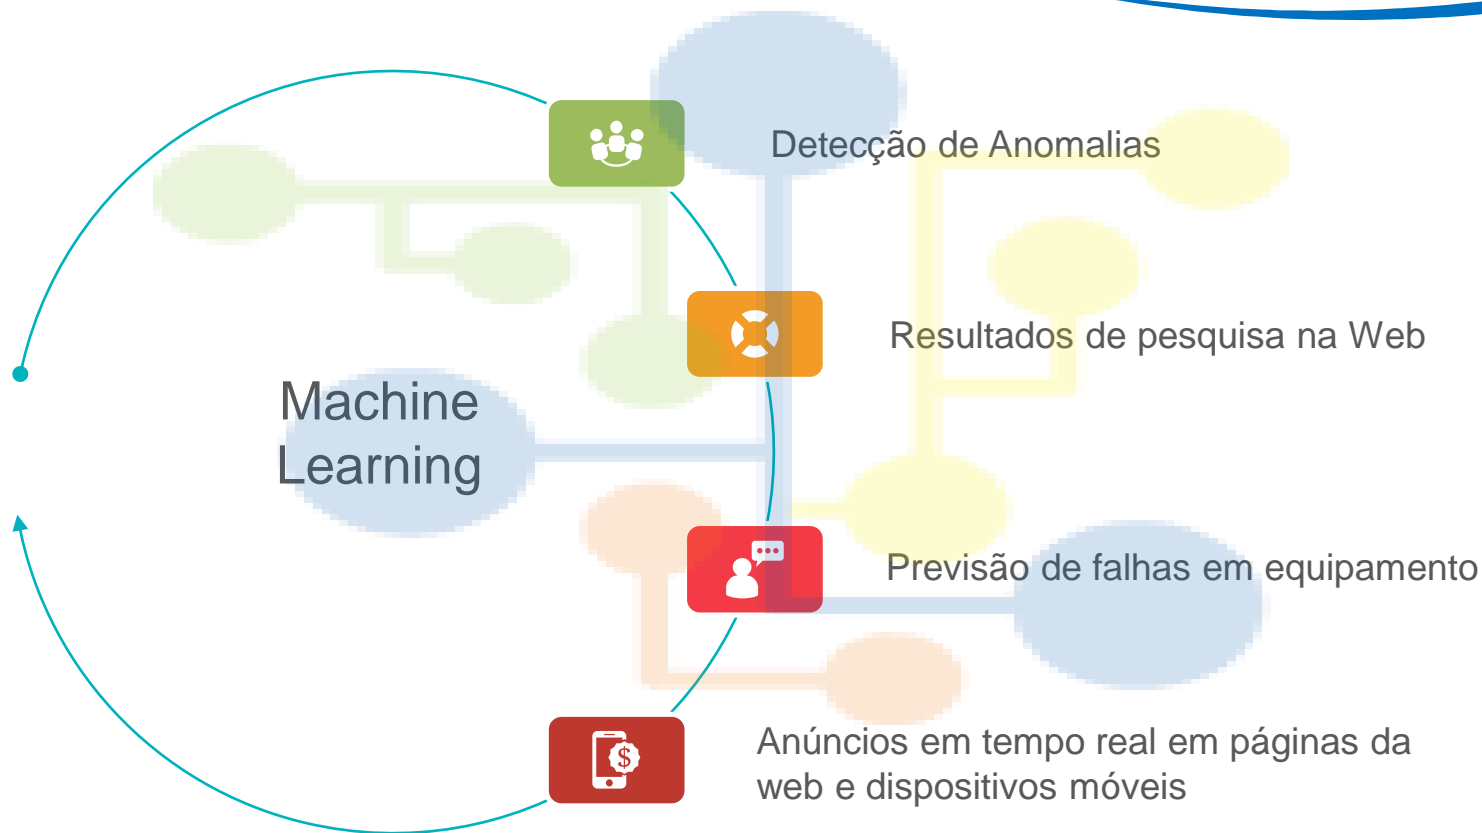 Detecção de Anomalias
Resultados de pesquisa na Web
Machine
Learning
Previsão de falhas em equipamento
Anúncios em tempo real em páginas da
web e dispositivos móveis